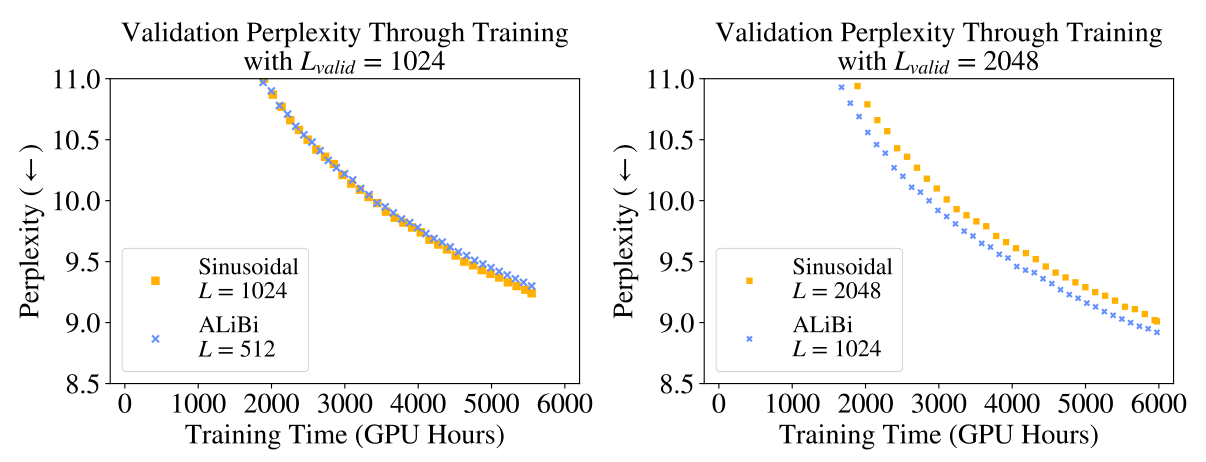 Validation Perplexity Through Training
with L_valid = 1024
Perplexity (←)
11.0
10.5
10.0
9.5
9.0
8.5
Sinusoidal
L = 1024
ALiBi
L = 512
0 1000 2000 3000 4000 5000 6000
Training Time (GPU Hours)
Validation Perplexity Through Training
with L_valid = 2048
Perplexity (←)
11.0
10.5
10.0
9.5
9.0
8.5
Sinusoidal
L = 2048
ALiBi
L = 1024
0 1000 2000 3000 4000 5000 6000
Training Time (GPU Hours)